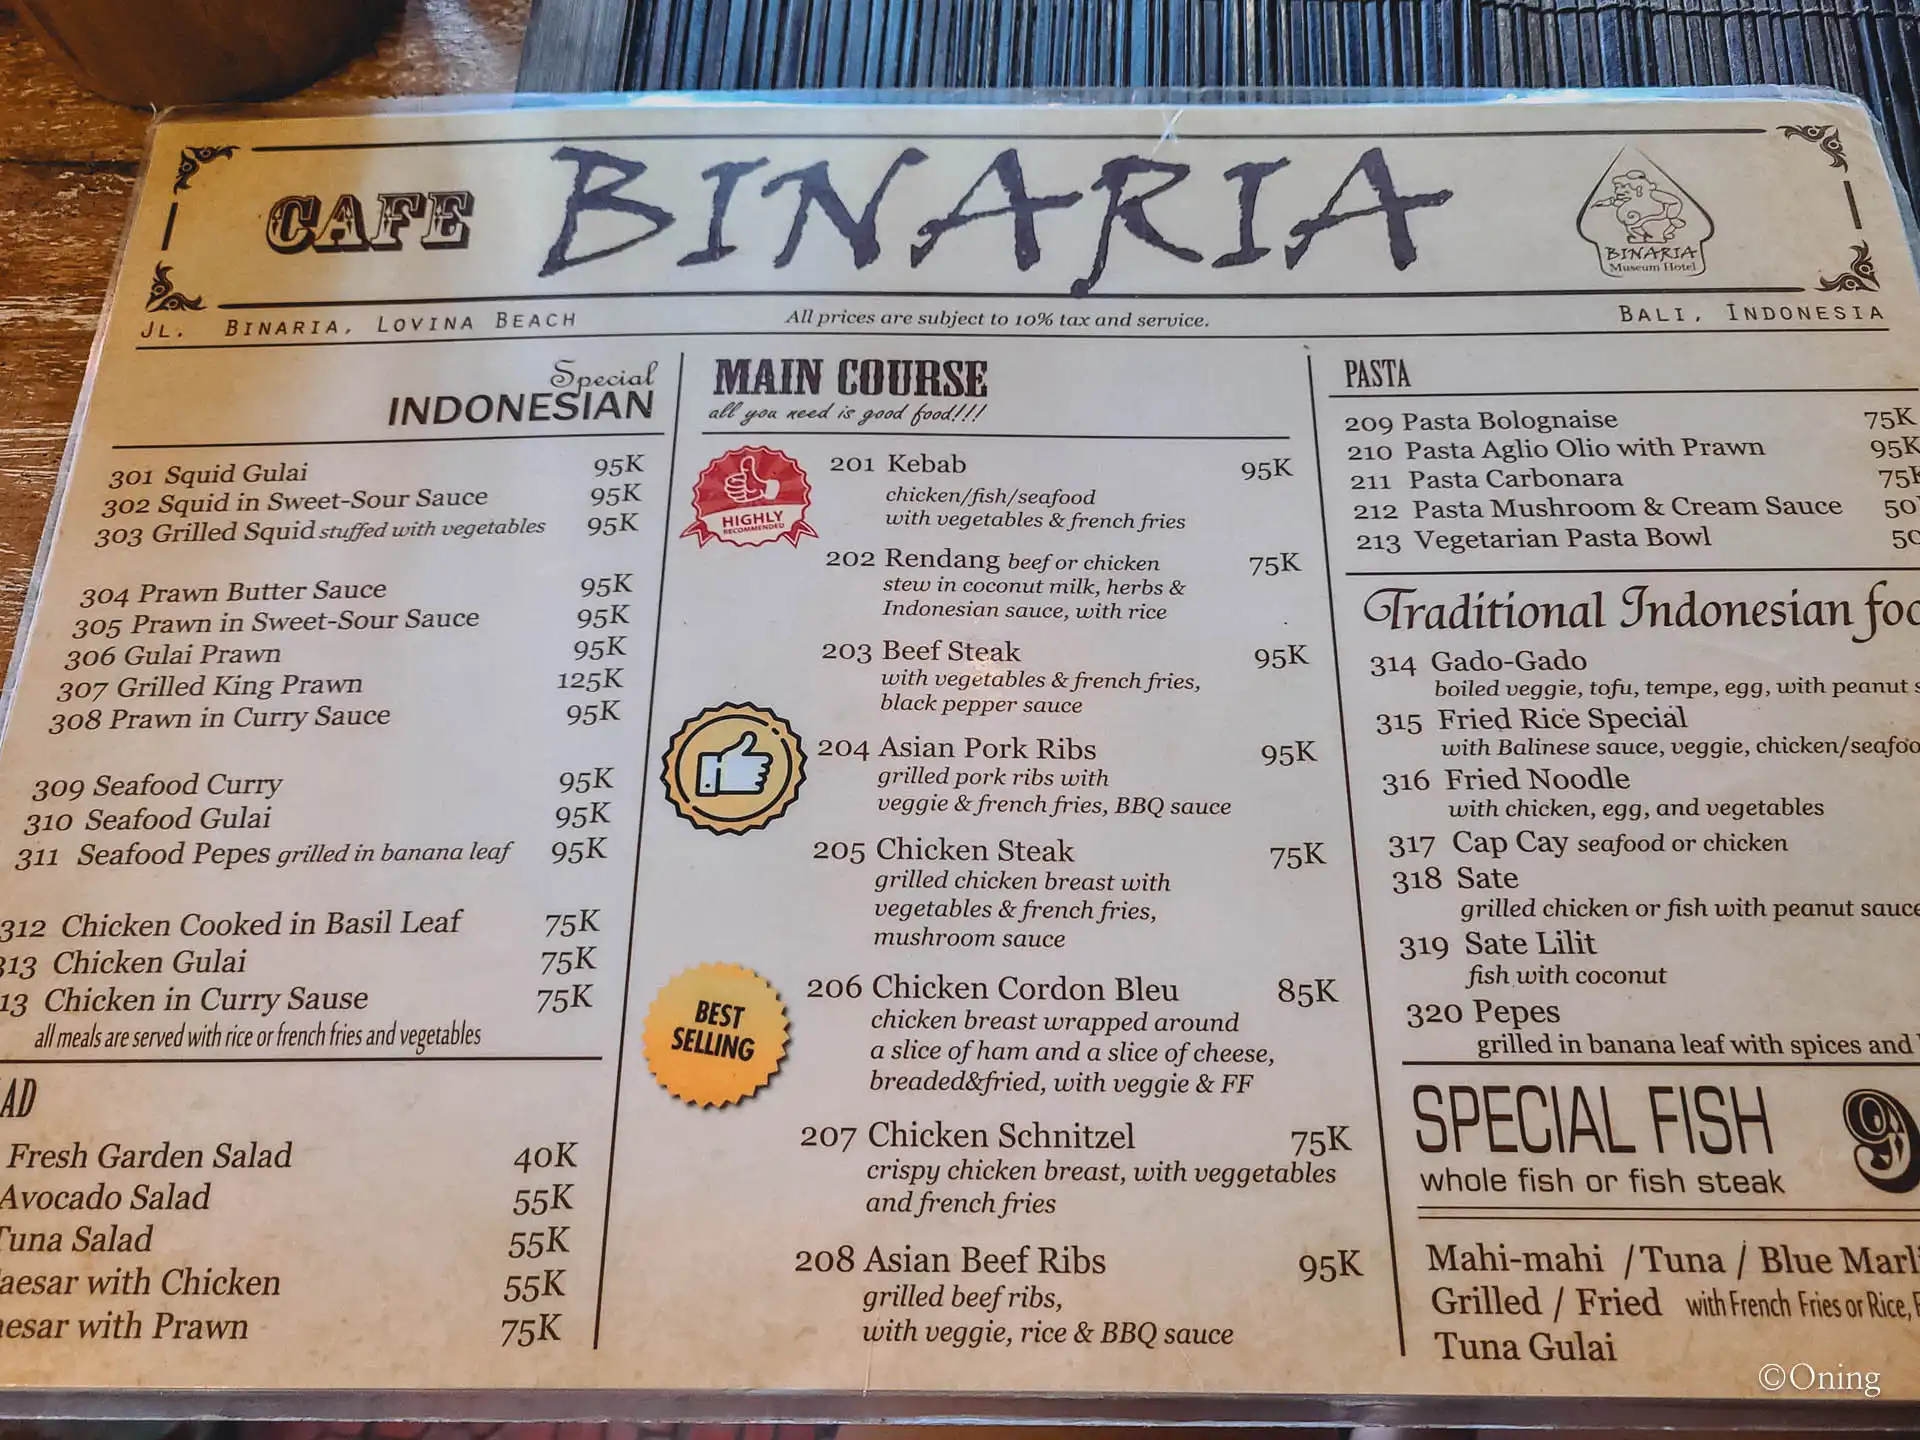 CAFE BINARIA
BINARIA
Museum Hotel
JL. BINARIA, LOVINA BEACH
All prices are subject to 10% tax and service.
BALI, INDONESIA
Special
INDONESIAN
301 Squid Gulai 95K
302 Squid in Sweet-Sour Sauce 95K
303 Grilled Squid stuffed with vegetables 95K
304 Prawn Butter Sauce 95K
305 Prawn in Sweet-Sour Sauce 95K
306 Gulai Prawn 95K
307 Grilled King Prawn 125K
308 Prawn in Curry Sauce 95K
309 Seafood Curry 95K
310 Seafood Gulai 95K
311 Seafood Pepes grilled in banana leaf 95K
312 Chicken Cooked in Basil Leaf 75K
313 Chicken Gulai 75K
13 Chicken in Curry Sause 75K
all meals are served with rice or french fries and vegetables
AD
Fresh Garden Salad 40K
Avocado Salad 55K
Tuna Salad 55K
aesar with Chicken 55K
esar with Prawn 75K
MAIN COURSE
all you need is good food!!!
HIGHLY
RECOMMENDED
201 Kebab 95K
chicken/fish/seafood
with vegetables & french fries
202 Rendang beef or chicken 75K
stew in coconut milk, herbs &
Indonesian sauce, with rice
203 Beef Steak 95K
with vegetables & french fries,
black pepper sauce
204 Asian Pork Ribs 95K
grilled pork ribs with
veggie & french fries, BBQ sauce
205 Chicken Steak 75K
grilled chicken breast with
vegetables & french fries,
mushroom sauce
BEST
SELLING
206 Chicken Cordon Bleu 85K
chicken breast wrapped around
a slice of ham and a slice of cheese,
breaded&fried, with veggie & FF
207 Chicken Schnitzel 75K
crispy chicken breast, with veggetables
and french fries
208 Asian Beef Ribs 95K
grilled beef ribs,
with veggie, rice & BBQ sauce
PASTA
209 Pasta Bolognaise 75K
210 Pasta Aglio Olio with Prawn 95K
211 Pasta Carbonara 75K
212 Pasta Mushroom & Cream Sauce 50
213 Vegetarian Pasta Bowl 50
Traditional Indonesian foo
314 Gado-Gado
boiled veggie, tofu, tempe, egg, with peanut s
315 Fried Rice Special
with Balinese sauce, veggie, chicken/seafoo
316 Fried Noodle
with chicken, egg, and vegetables
317 Cap Cay seafood or chicken
318 Sate
grilled chicken or fish with peanut sauce
319 Sate Lilit
fish with coconut
320 Pepes
grilled in banana leaf with spices and
SPECIAL FISH 9
whole fish or fish steak
Mahi-mahi / Tuna / Blue Marli
Grilled / Fried with French Fries or Rice,
Tuna Gulai
©Oning